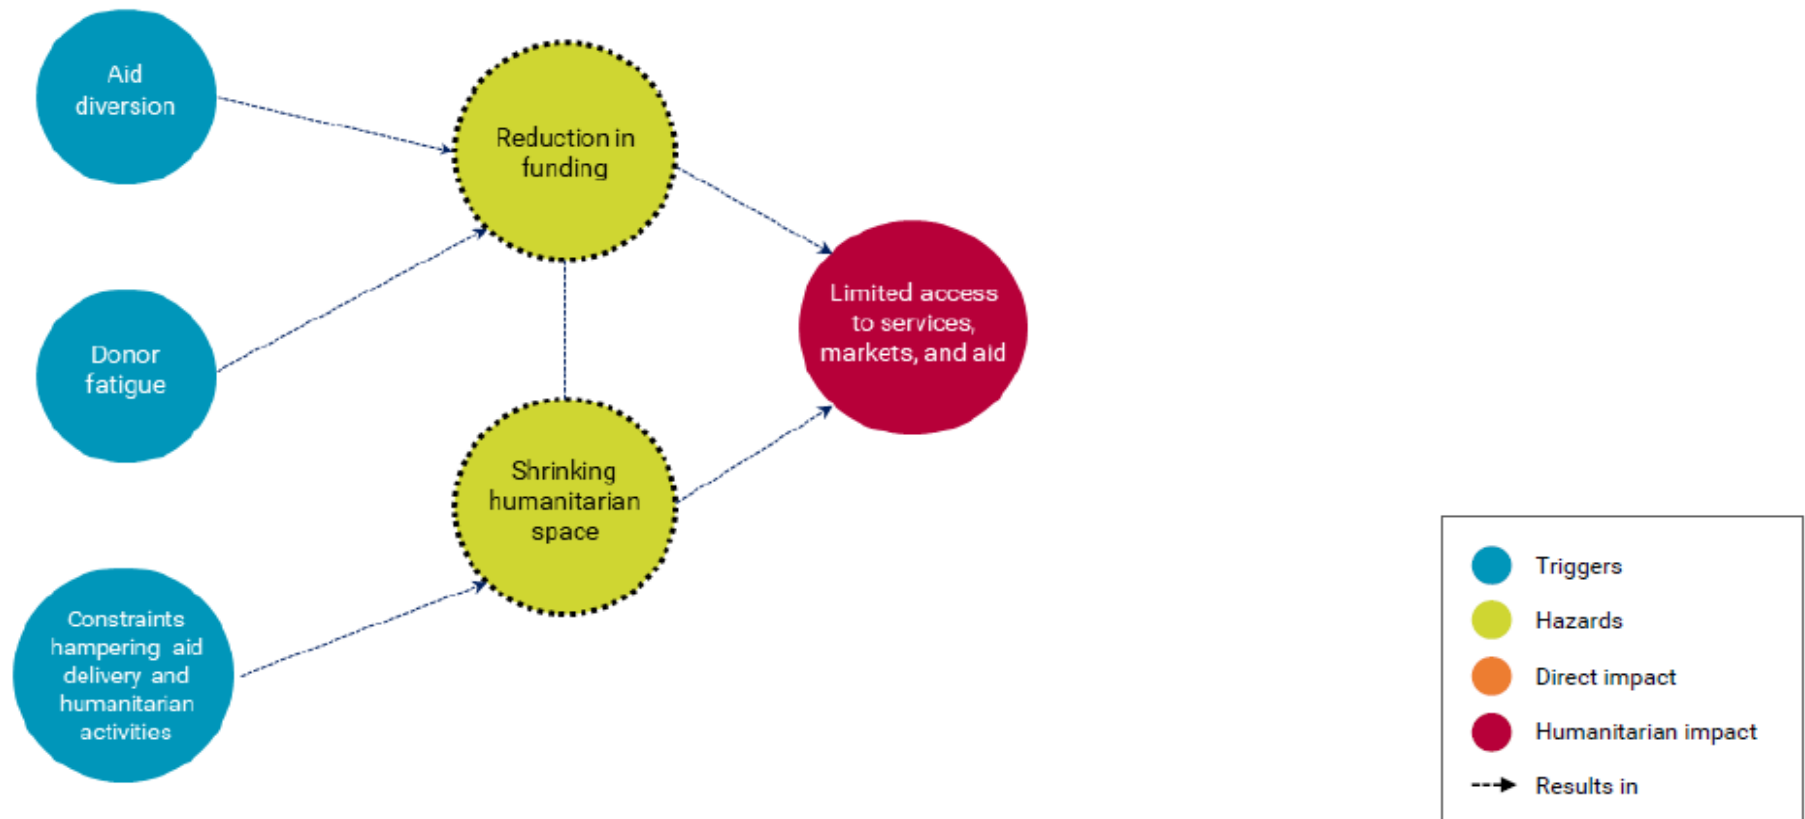 Aid
diversion
Reduction in
funding
Donor
fatigue
Limited access
to services,
markets, and aid
Shrinking
humanitarian
space
Constraints
hampering aid
delivery and
humanitarian
activities
Triggers
Hazards
Direct impact
Humanitarian impact
Results in